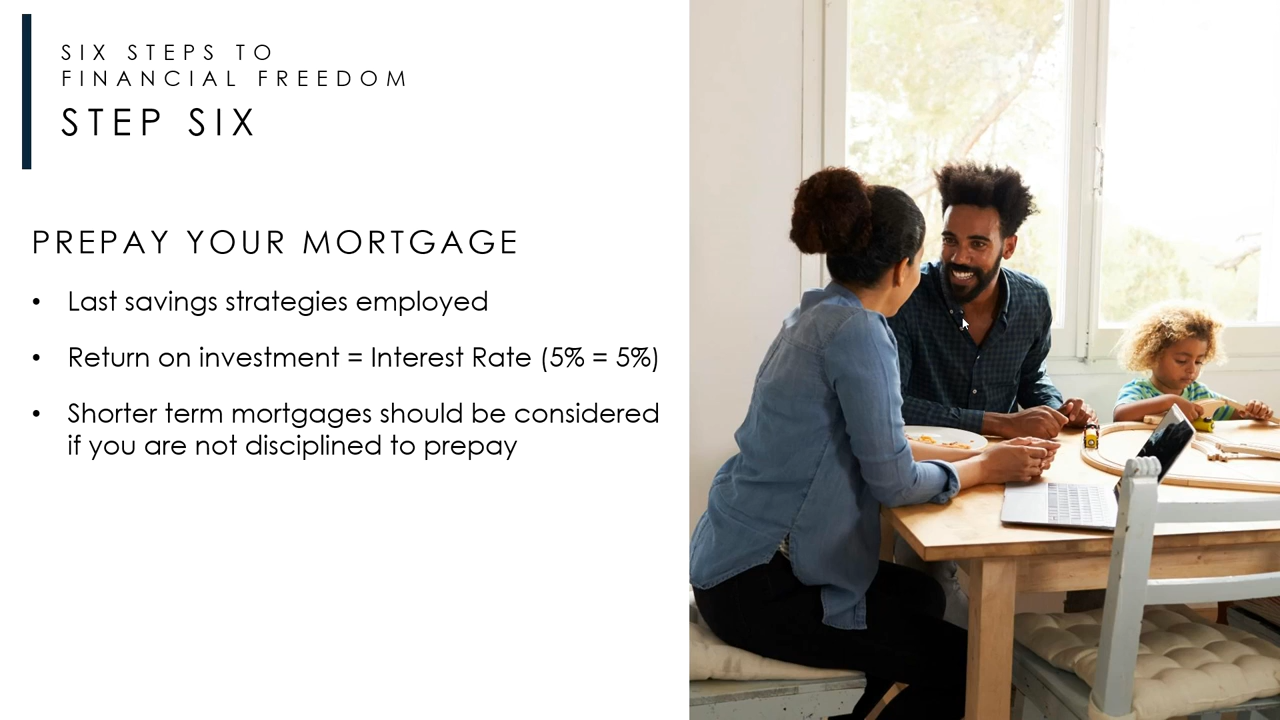 SIX STEPS TO
FINANCIAL FREEDOM
STEP SIX
PREPAY YOUR MORTGAGE
• Last savings strategies employed
• Return on investment = Interest Rate (5% = 5%)
• Shorter term mortgages should be considered
if you are not disciplined to prepay